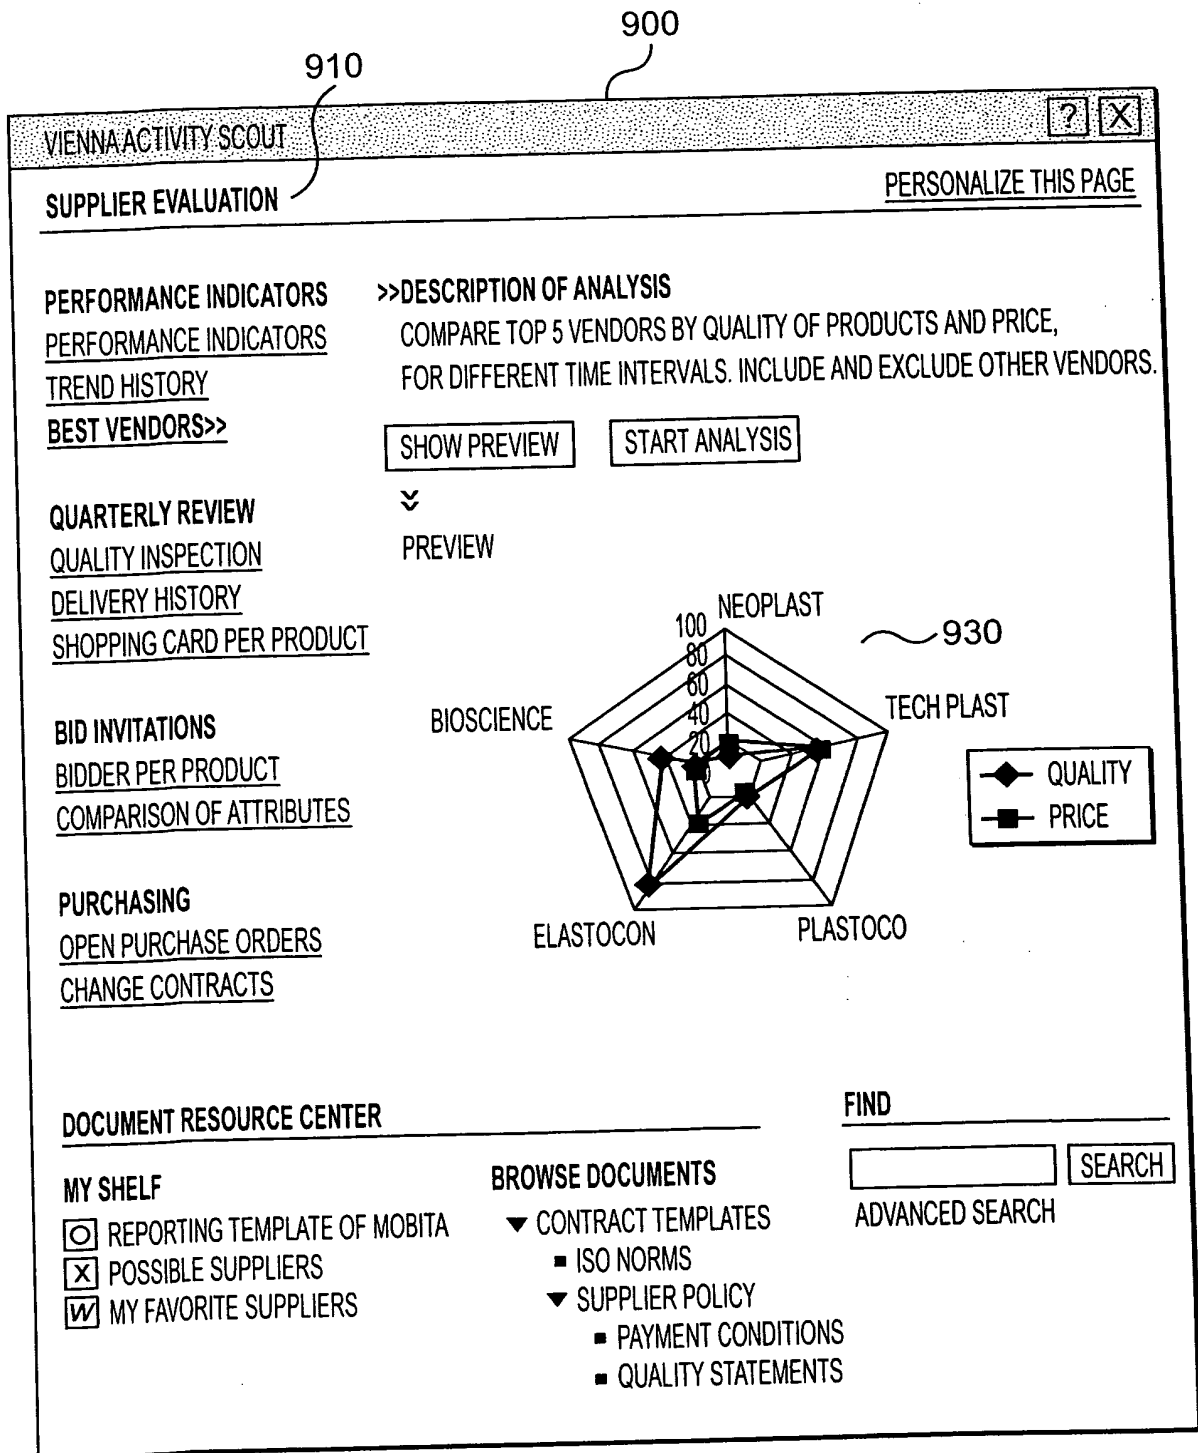 900
910
VIENNA ACTIVITY SCOUT
? X
SUPPLIER EVALUATION
PERSONALIZE THIS PAGE
PERFORMANCE INDICATORS
PERFORMANCE INDICATORS
TREND HISTORY
BEST VENDORS>>
>>DESCRIPTION OF ANALYSIS
COMPARE TOP 5 VENDORS BY QUALITY OF PRODUCTS AND PRICE,
FOR DIFFERENT TIME INTERVALS. INCLUDE AND EXCLUDE OTHER VENDORS.
SHOW PREVIEW
START ANALYSIS
PREVIEW
QUARTERLY REVIEW
QUALITY INSPECTION
DELIVERY HISTORY
SHOPPING CARD PER PRODUCT
BID INVITATIONS
BIDDER PER PRODUCT
COMPARISON OF ATTRIBUTES
PURCHASING
OPEN PURCHASE ORDERS
CHANGE CONTRACTS
NEOPLAST
930
100
80
60
40
20
0
BIOSCIENCE
TECH PLAST
QUALITY
PRICE
ELASTOCON
PLASTOCO
DOCUMENT RESOURCE CENTER
MY SHELF
O REPORTING TEMPLATE OF MOBITA
X POSSIBLE SUPPLIERS
W MY FAVORITE SUPPLIERS
BROWSE DOCUMENTS
CONTRACT TEMPLATES
ISO NORMS
SUPPLIER POLICY
PAYMENT CONDITIONS
QUALITY STATEMENTS
FIND
SEARCH
ADVANCED SEARCH